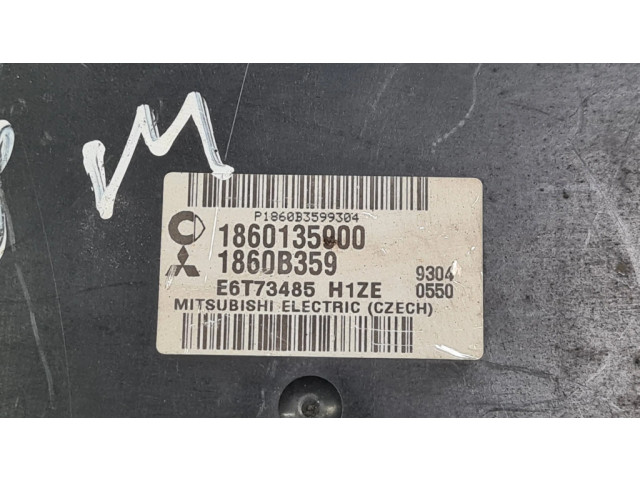 M
P1860B3599304
1860135900
1860B359
9304
E6T73485 H1ZE 0550
MITSUBISHI ELECTRIC (CZECH)